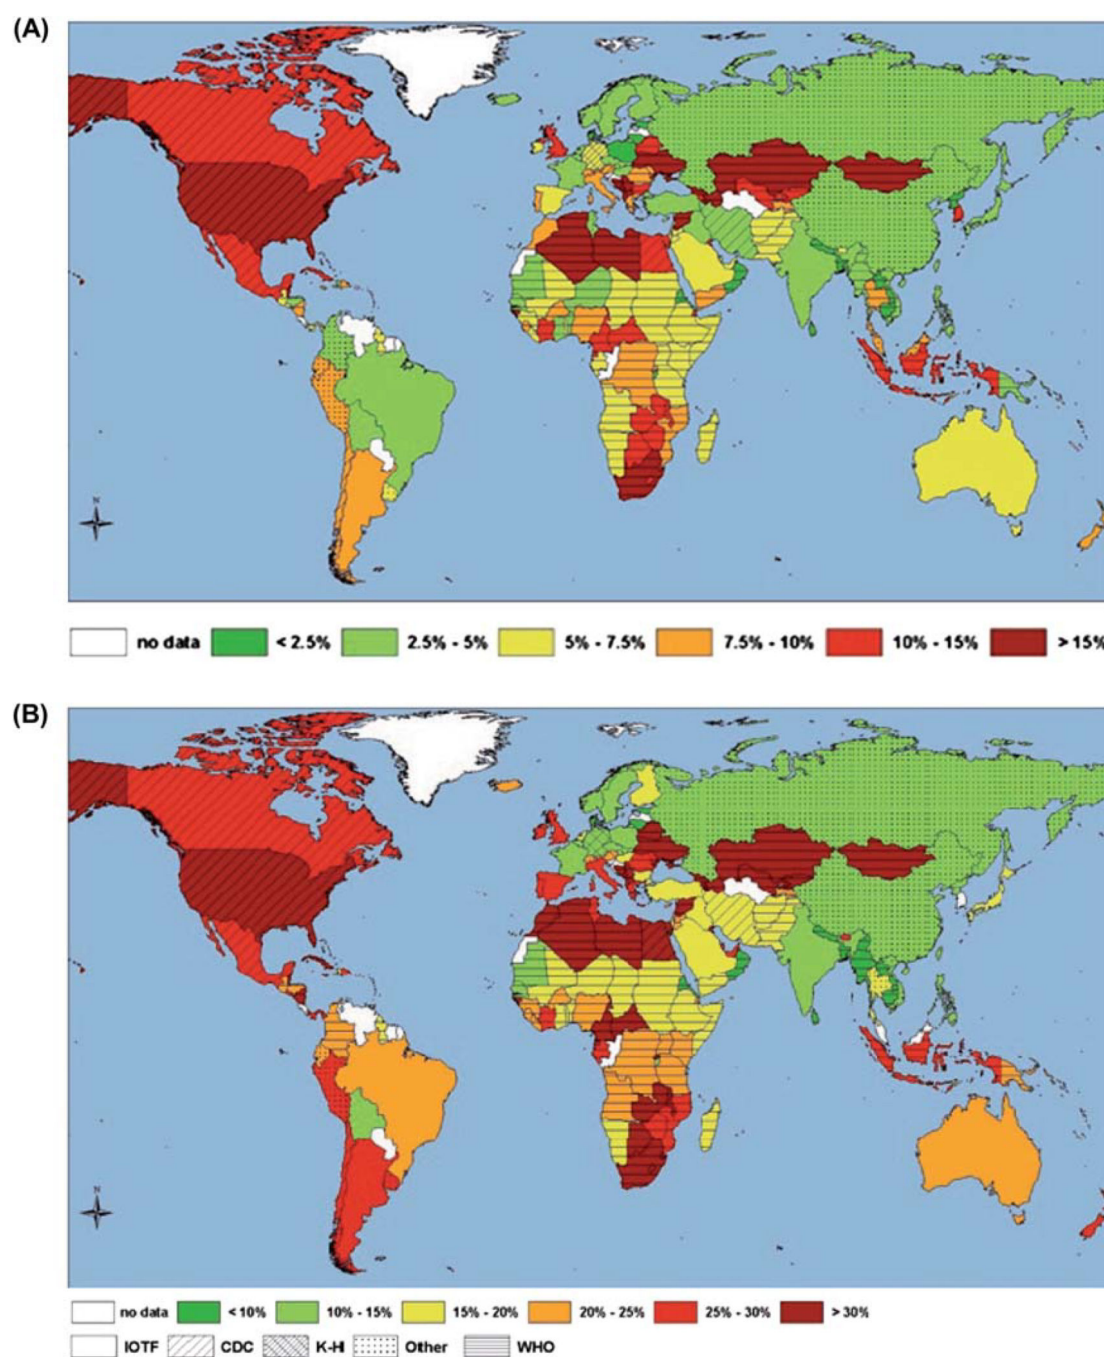 (A)
N
no data < 2.5% 2.5% - 5% 5% - 7.5% 7.5% - 10% 10% - 15% > 15%
(B)
N
no data < 10% 10% - 15% 15% - 20% 20% - 25% 25% - 30% > 30%
IOTF CDC K-HI Other WHO